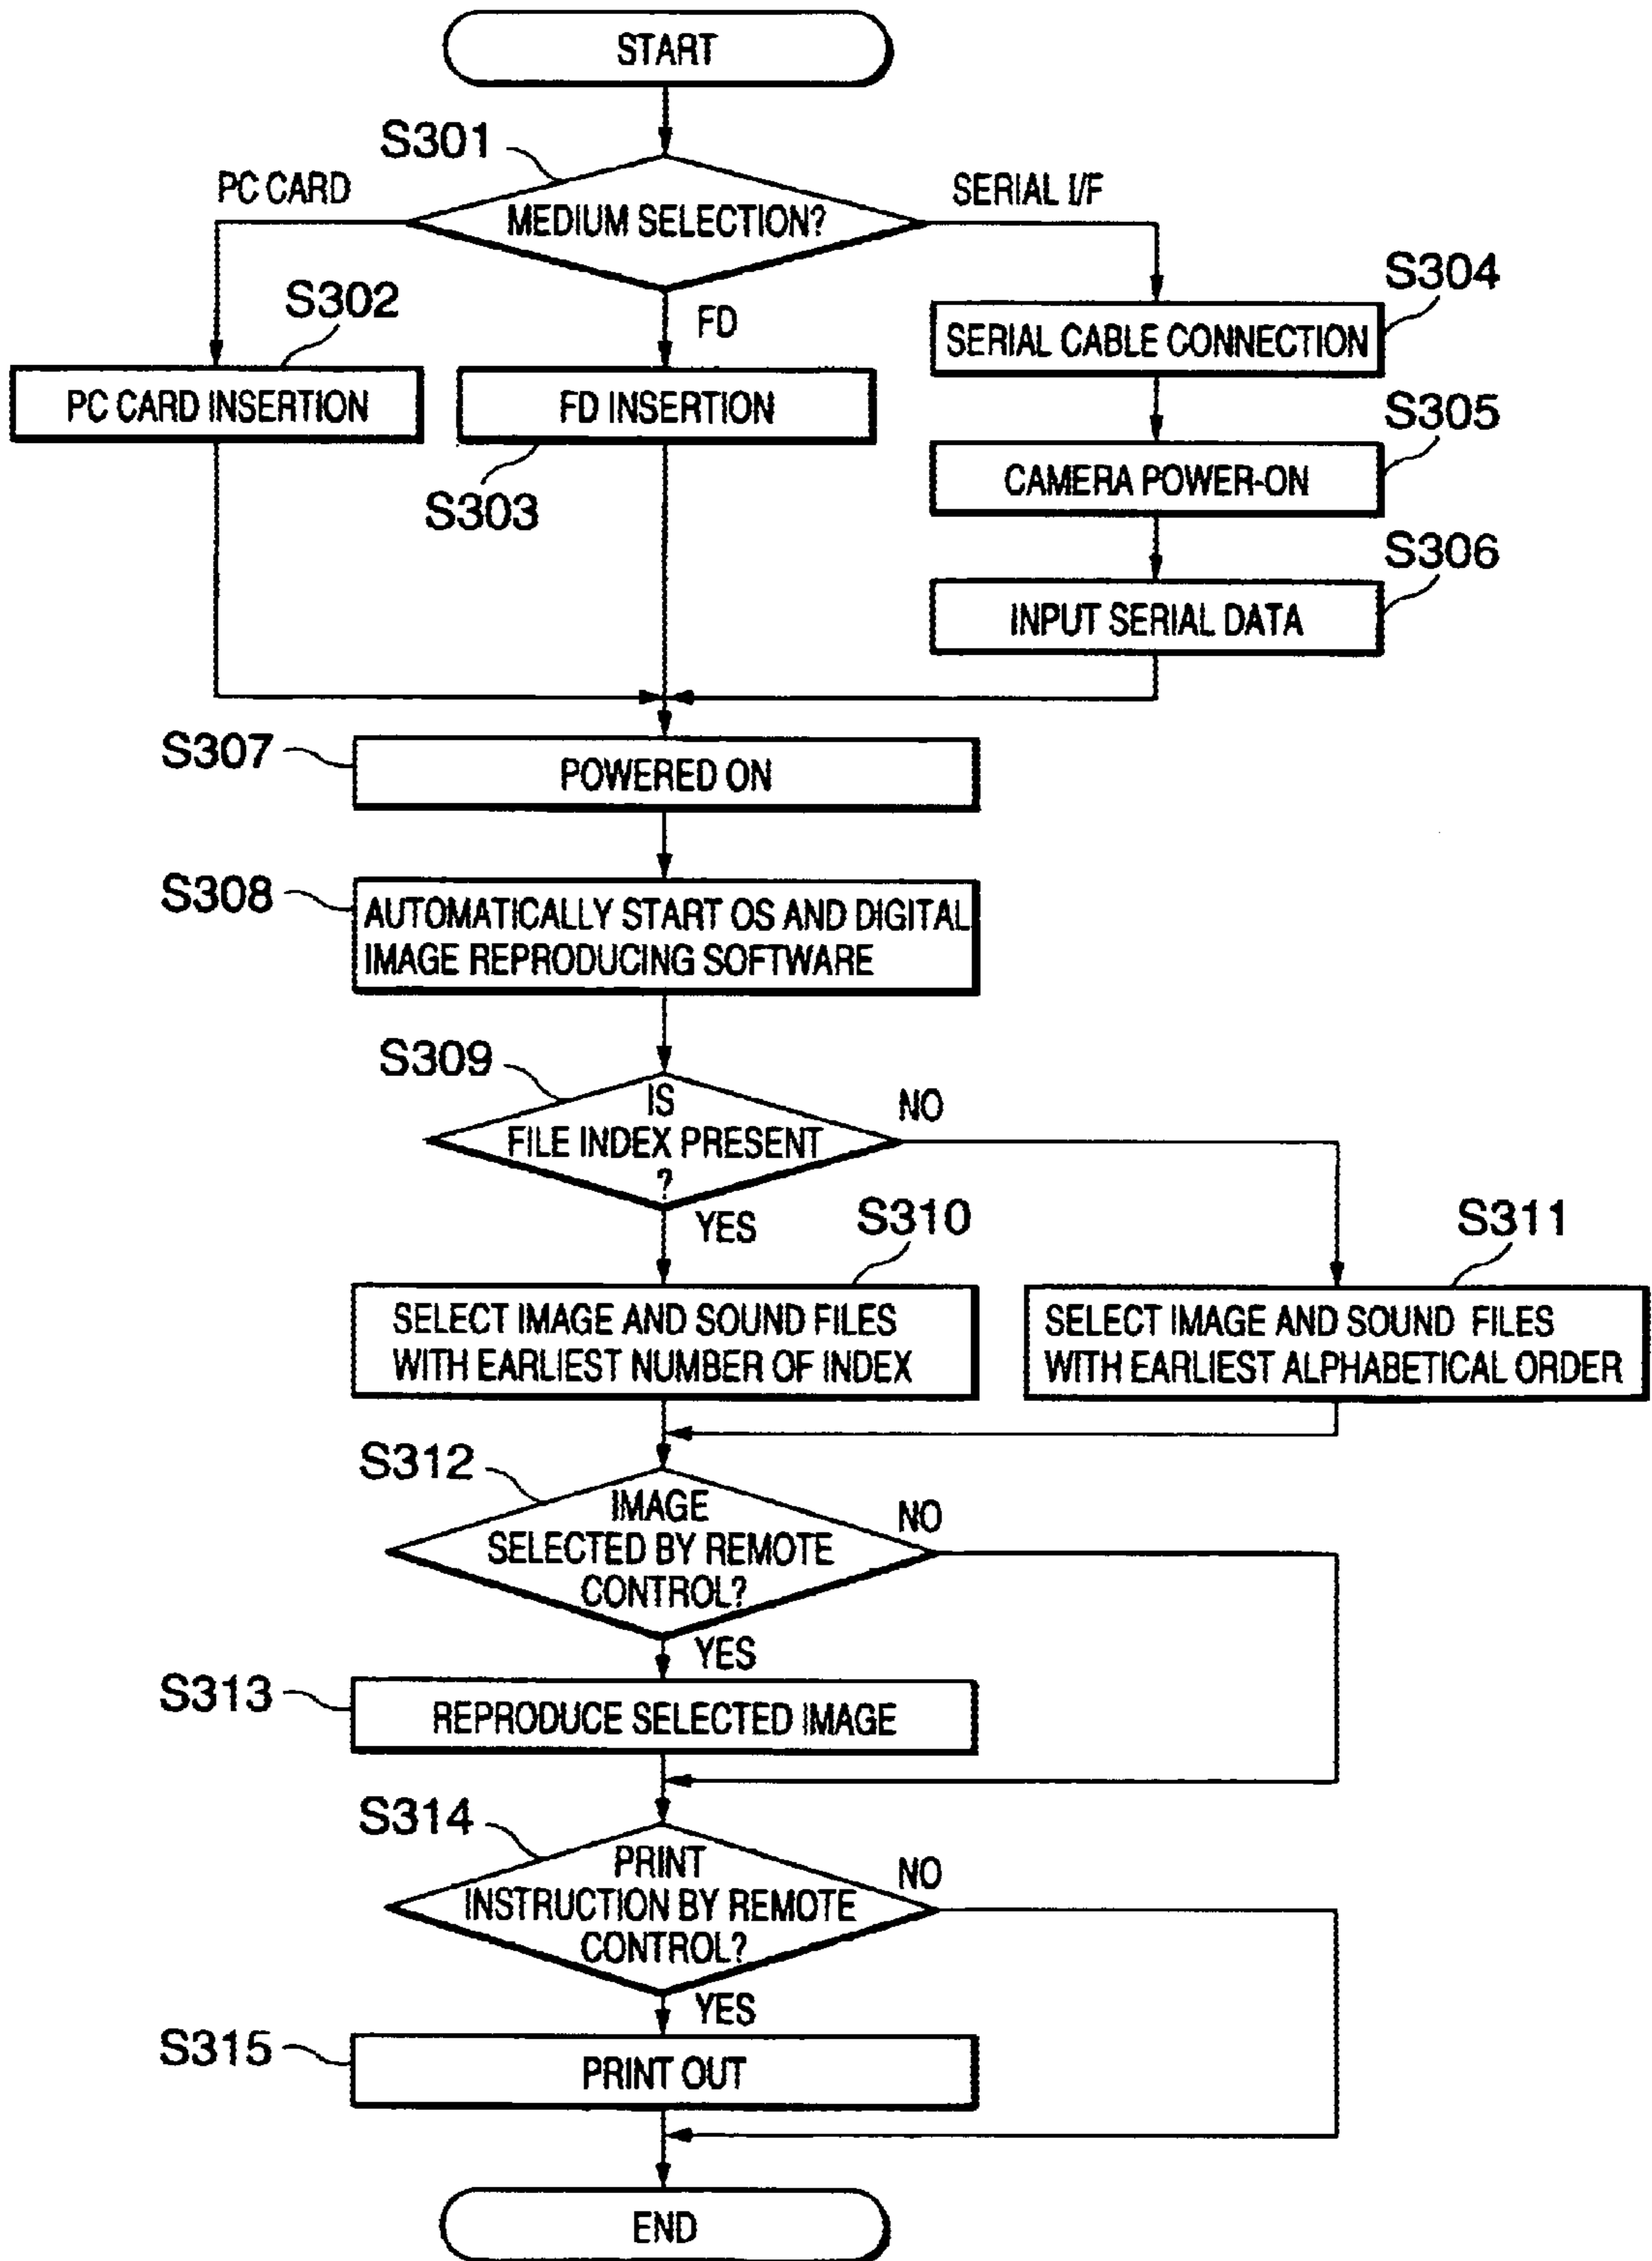 START
S301
PC CARD
SERIAL I/F
MEDIUM SELECTION?
S304
S302
FD
SERIAL CABLE CONNECTION
PC CARD INSERTION
FD INSERTION
S305
S303
CAMERA POWER-ON
S306
INPUT SERIAL DATA
S307
POWERED ON
S308
AUTOMATICALLY START OS AND DIGITAL
IMAGE REPRODUCING SOFTWARE
S309
IS
FILE INDEX PRESENT
?
NO
YES
S310
S311
SELECT IMAGE AND SOUND FILES
WITH EARLIEST NUMBER OF INDEX
SELECT IMAGE AND SOUND FILES
WITH EARLIEST ALPHABETICAL ORDER
S312
IMAGE
SELECTED BY REMOTE
CONTROL?
NO
YES
S313
REPRODUCE SELECTED IMAGE
S314
PRINT
INSTRUCTION BY REMOTE
CONTROL?
NO
YES
S315
PRINT OUT
END